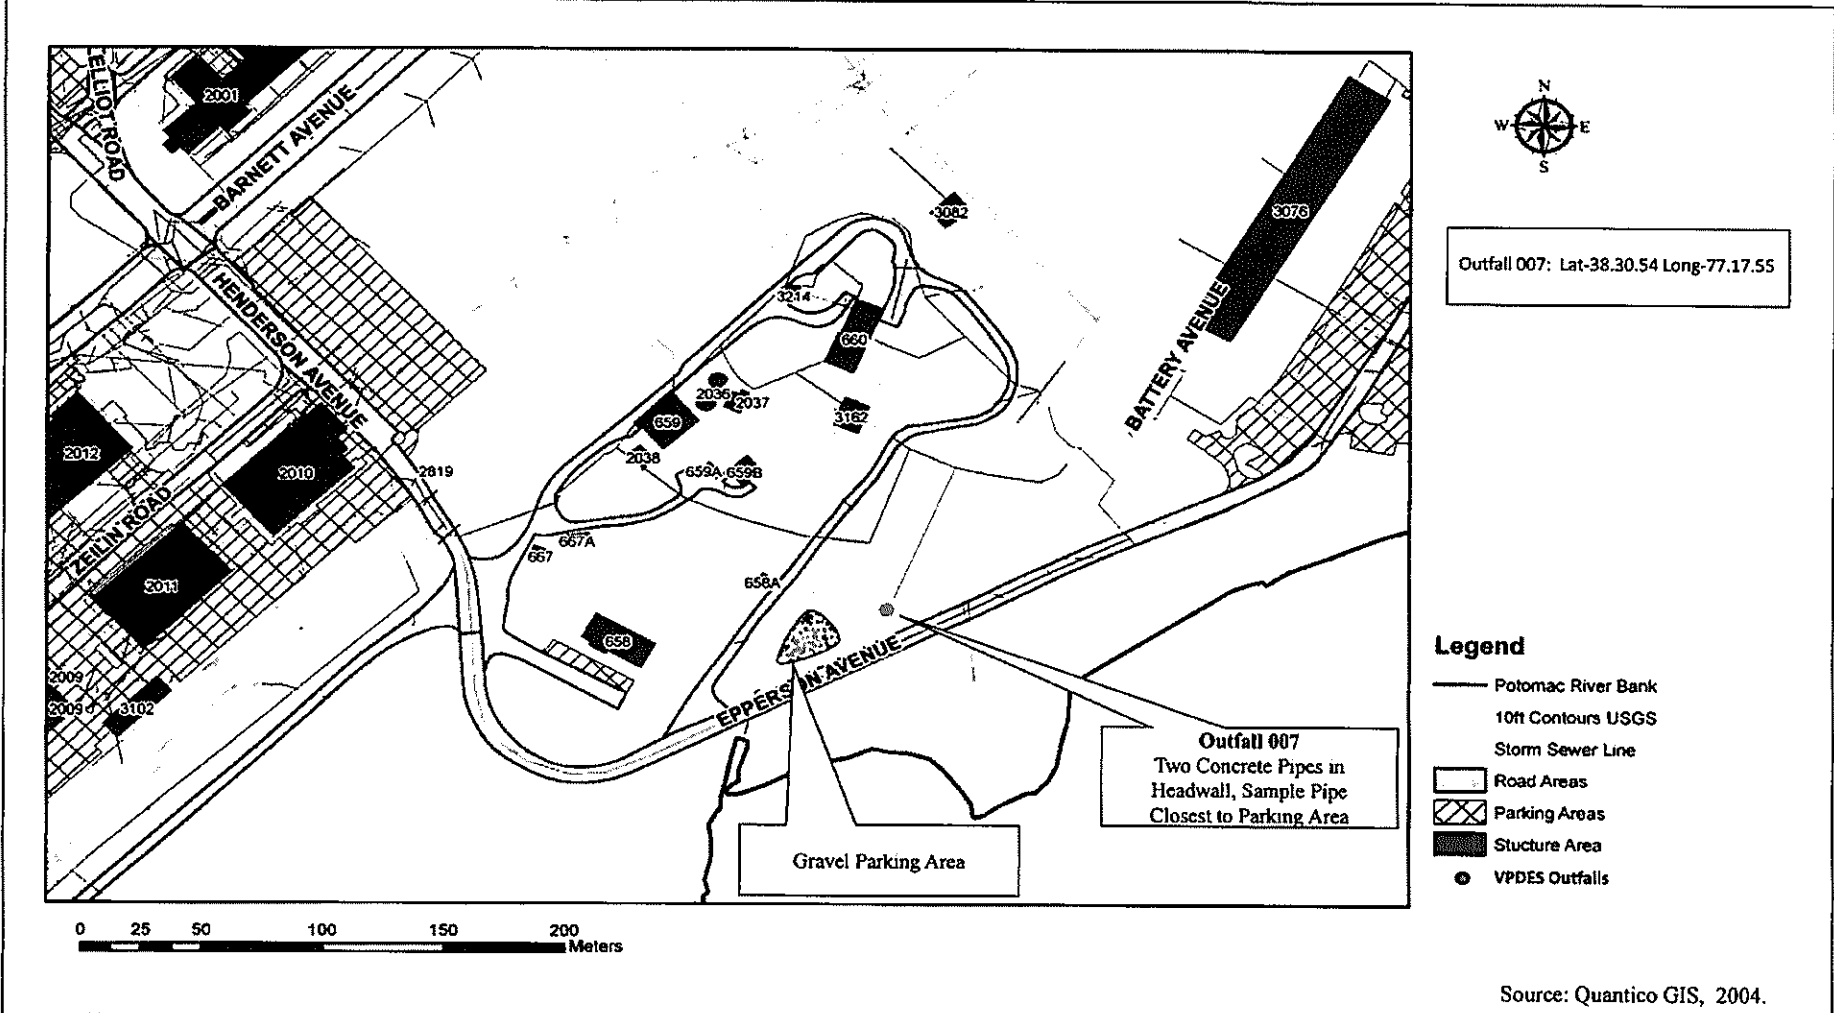 ELLIOT ROAD
2001
BARNETT AVENUE
HENDERSON AVENUE
3082
3076
3214
660
BATTERY AVENUE
2036
2037
659
3162
2038
659A
659B
2012
2010
2819
ZEILIN ROAD
667A
667
2011
658A
658
2009
2009
3102
EPPERSON AVENUE
Outfall 007
Two Concrete Pipes in
Headwall, Sample Pipe
Closest to Parking Area
Gravel Parking Area
N
W E
S
Outfall 007: Lat-38.30.54 Long-77.17.55
Legend
Potomac River Bank
10ft Contours USGS
Storm Sewer Line
Road Areas
Parking Areas
Stucture Area
VPDES Outfalls
0 25 50 100 150 200
Meters
Source: Quantico GIS, 2004.